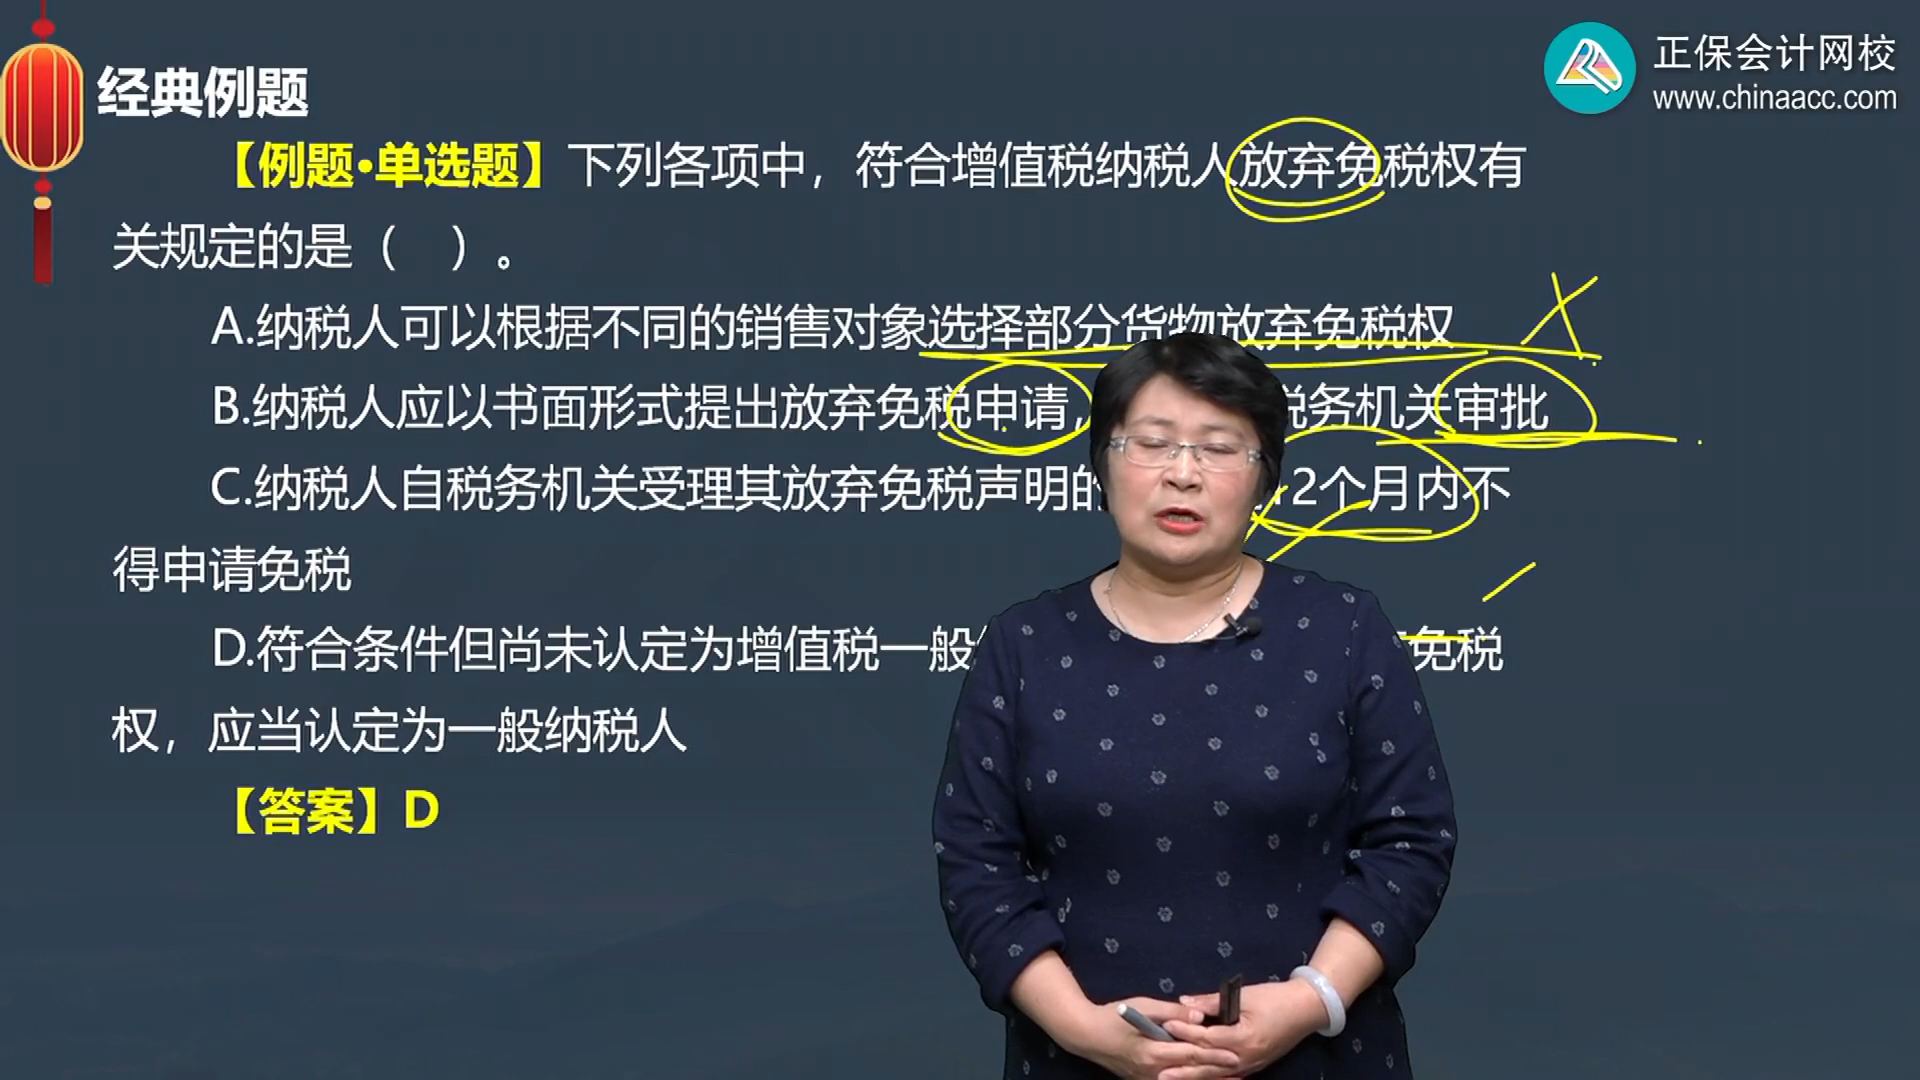 正保会计网校
www.chinaacc.com
经典例题
【例题•单选题】下列各项中，符合增值税纳税人放弃免税权有
关规定的是（ ）。
A.纳税人可以根据不同的销售对象选择部分货物放弃免税权
B.纳税人应以书面形式提出放弃免税申请， 税务机关审批
C.纳税人自税务机关受理其放弃免税声明的 12个月内不
得申请免税
D.符合条件但尚未认定为增值税一般 免税
权，应当认定为一般纳税人
【答案】D